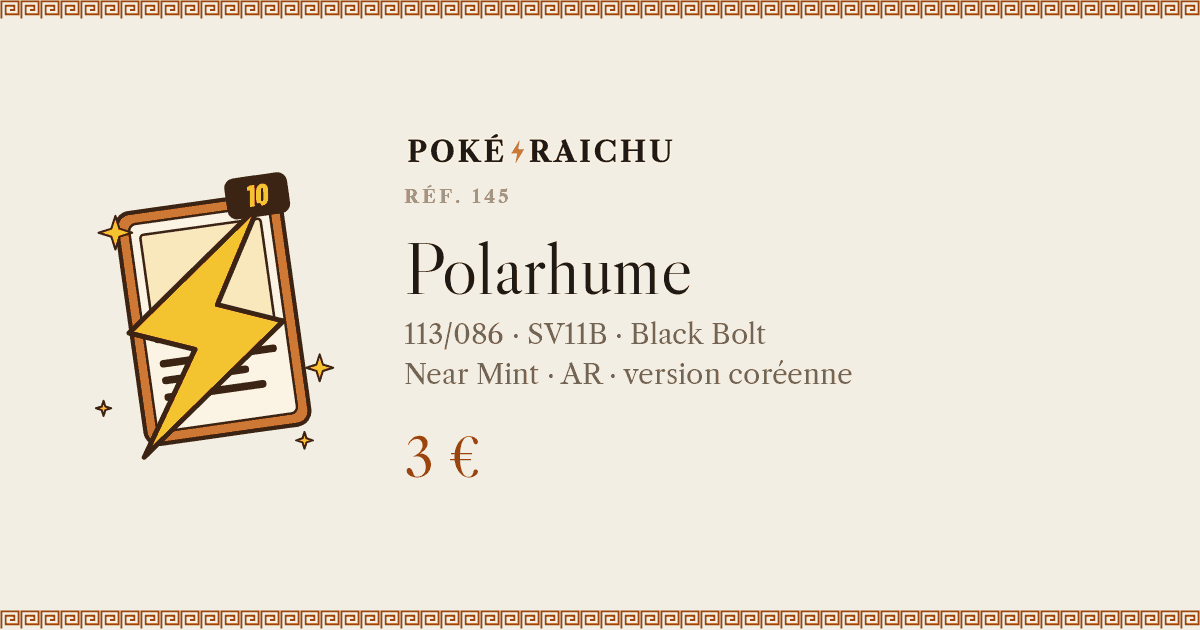 10
POKÉ RAICHU
RÉF. 145
Polarhume
113/086 · SV11B · Black Bolt
Near Mint · AR · version coréenne
3 €